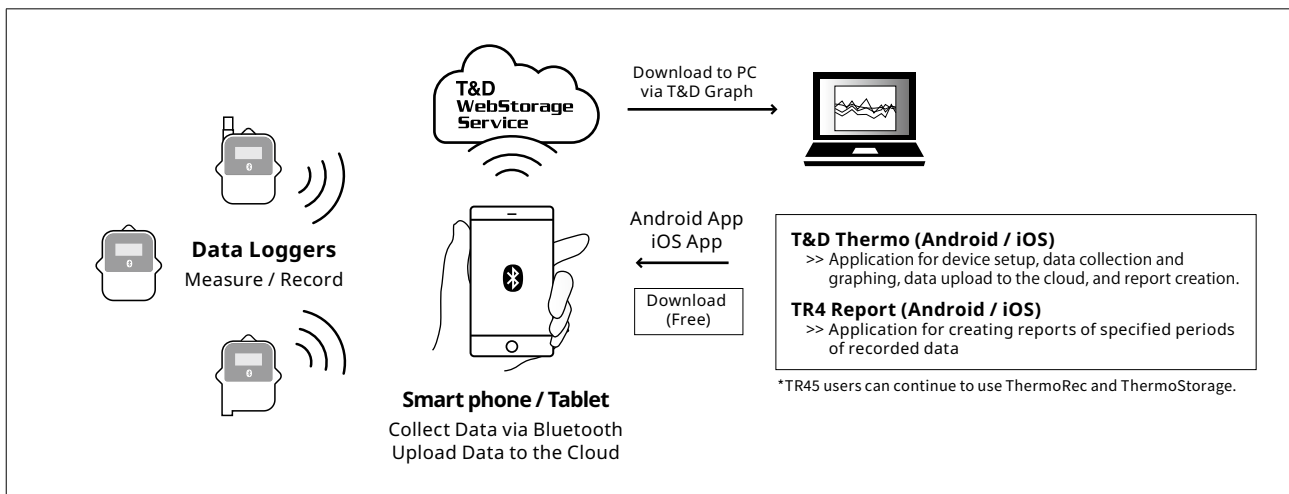 T&D
WebStorage
Service
Download to PC
via T&D Graph
Data Loggers
Measure / Record
Smart phone / Tablet
Collect Data via Bluetooth
Upload Data to the Cloud
Android App
iOS App
Download
(Free)
T&D Thermo (Android / iOS)
>> Application for device setup, data collection and
graphing, data upload to the cloud, and report creation.
TR4 Report (Android / iOS)
>> Application for creating reports of specified periods
of recorded data
*TR45 users can continue to use ThermoRec and ThermoStorage.